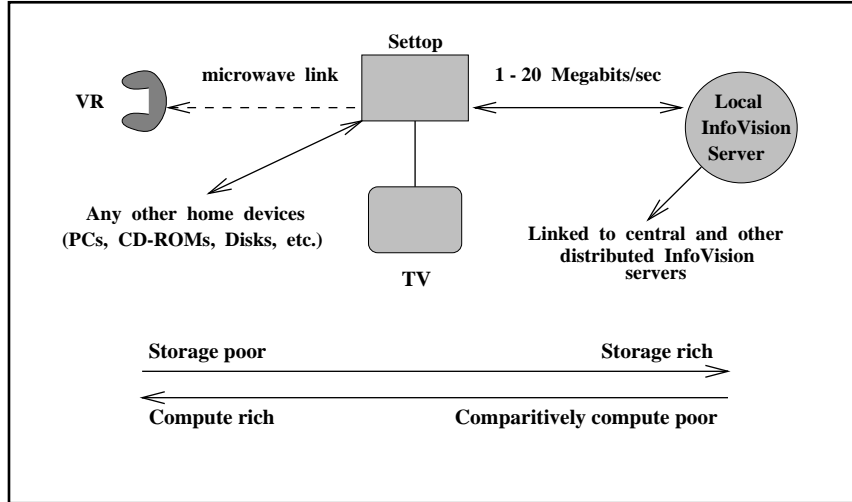 Settop
microwave link
1 - 20 Megabits/sec
VR
Local
InfoVision
Server
Any other home devices
(PCs, CD-ROMs, Disks, etc.)
Linked to central and other
distributed InfoVision
servers
TV
Storage poor
Storage rich
Compute rich
Comparitively compute poor